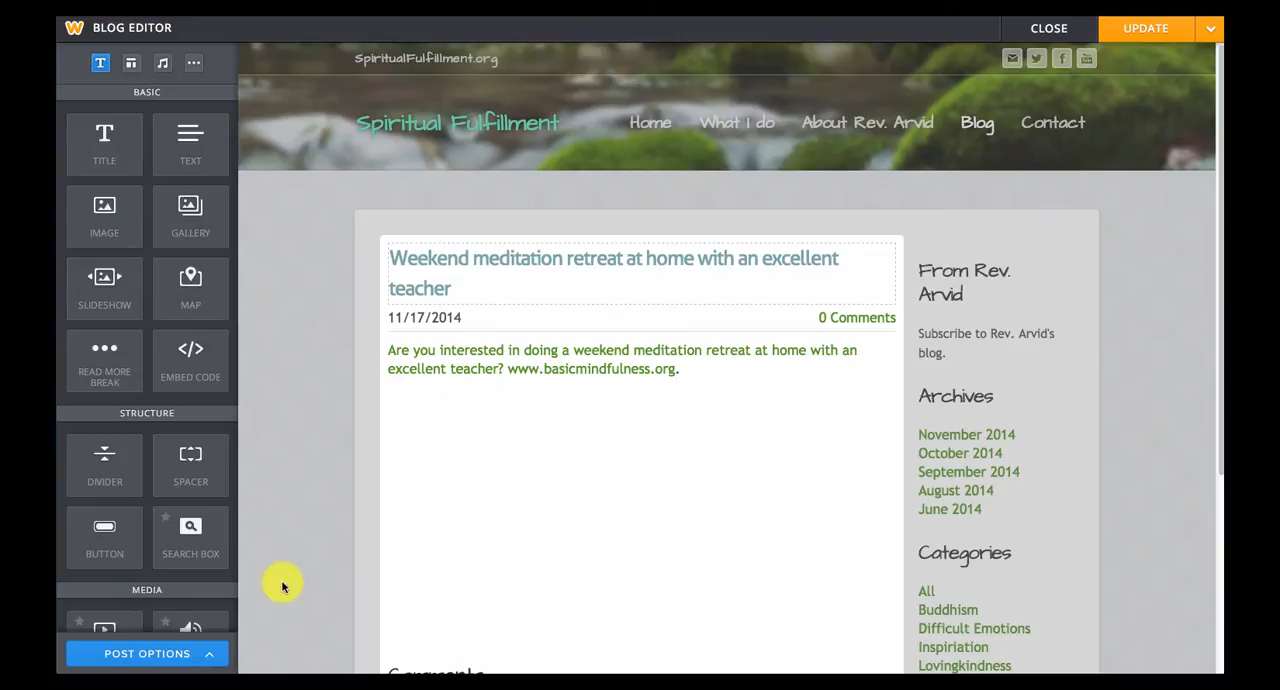 BLOG EDITOR
CLOSE
UPDATE
BASIC
TITLE
TEXT
IMAGE
GALLERY
SLIDESHOW
MAP
READ MORE
BREAK
EMBED CODE
STRUCTURE
DIVIDER
SPACER
BUTTON
SEARCH BOX
MEDIA
POST OPTIONS
SpiritualFulfillment.org
Spiritual Fulfillment
Home
What I do
About Rev. Arvid
Blog
Contact
Weekend meditation retreat at home with an excellent
teacher
11/17/2014
0 Comments
Are you interested in doing a weekend meditation retreat at home with an
excellent teacher? www.basicmindfulness.org.
Comments
From Rev.
Arvid
Subscribe to Rev. Arvid's
blog.
Archives
November 2014
October 2014
September 2014
August 2014
June 2014
Categories
All
Buddhism
Difficult Emotions
Inspiriation
Lovingkindness